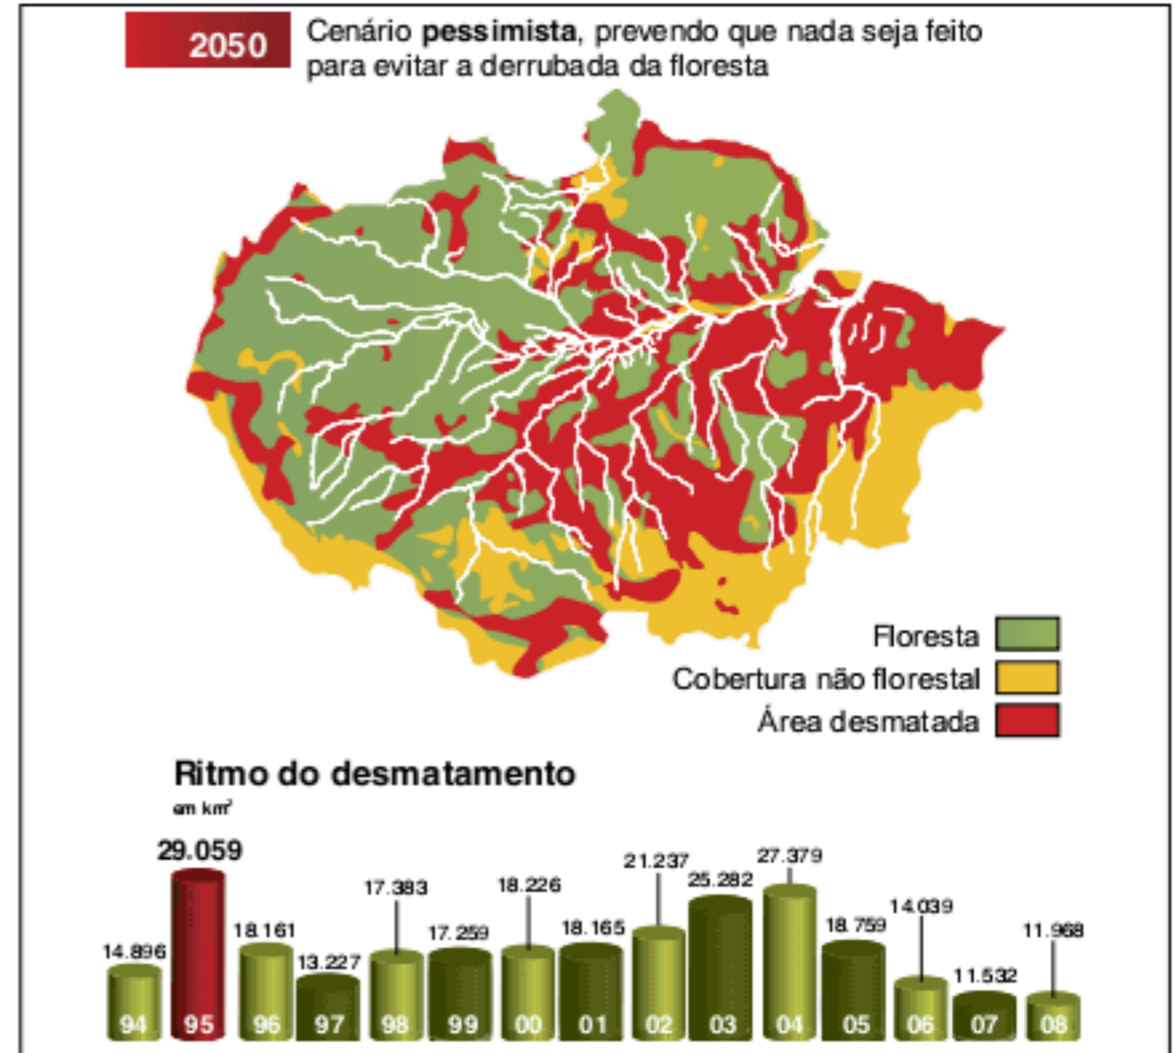 2050
Cenário pessimista, prevendo que nada seja feito
para evitar a derrubada da floresta
Floresta
Cobertura não florestal
Área desmatada
Ritmo do desmatamento
em km²
14.896
29.059
18.161
13.227
17.383
17.259
18.226
18.165
21.237
25.282
27.379
18.759
14.039
11.532
11.968
94 95 96 97 98 99 00 01 02 03 04 05 06 07 08